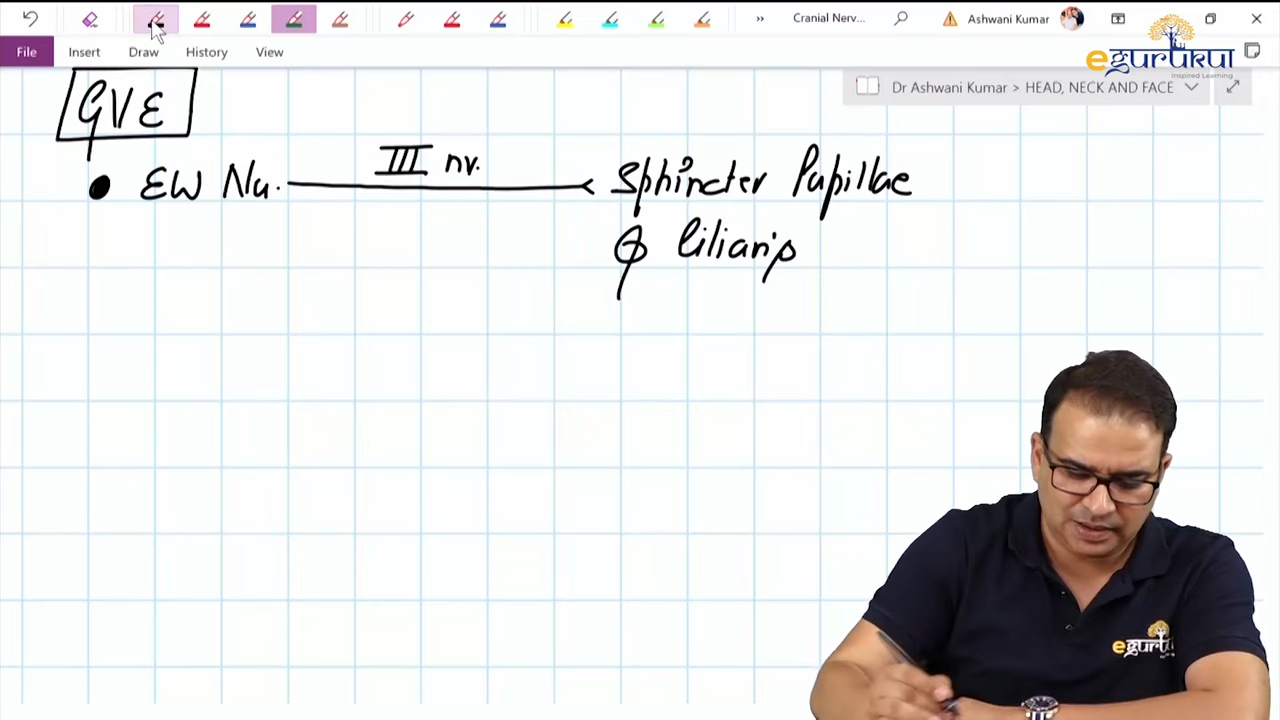 Cranial Nerv...
Ashwani Kumar
File
Insert
Draw
History
View
egurukul
Inspired Learning
Dr Ashwani Kumar > HEAD, NECK AND FACE
GVE
EW Nu.
III nv.
Sphincter Pupillae
Ciliaris
egurukul